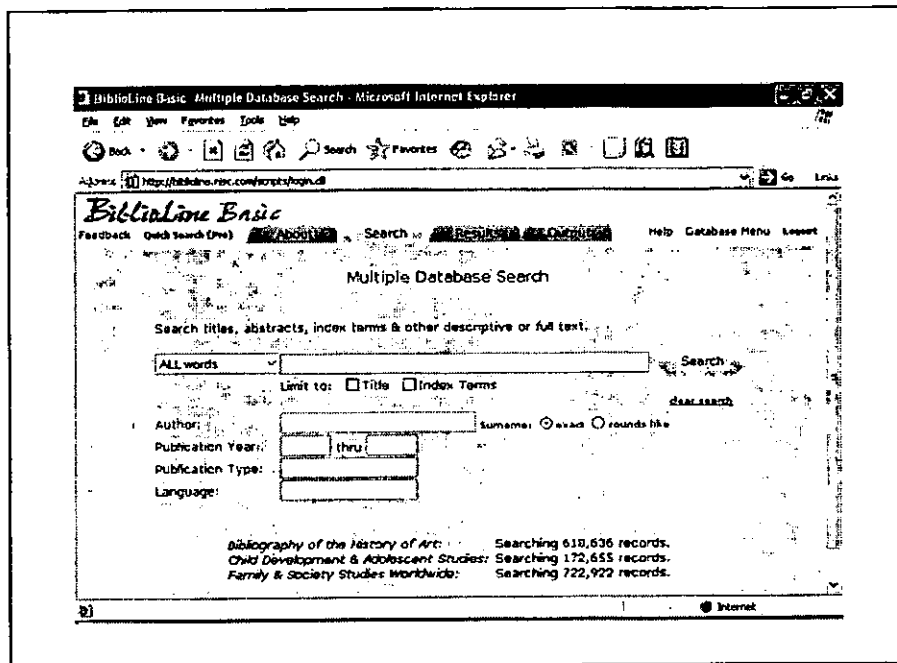 BiblioLine Basic Multiple Database Search - Microsoft Internet Explorer
File Edit View Favorites Tools Help
Back Search Favorites
Address http://biblioline.nisc.com/scripts/login.dll Go Links
BiblioLine Basic
Feedback Quick Search (Pro) About Search Results Output Help Database Menu Logout
Multiple Database Search
Search titles, abstracts, index terms & other descriptive or full text.
ALL words Search
Limit to: Title Index Terms
clear search
Author: Surname: exact sounds like
Publication Year: thru
Publication Type:
Language:
Bibliography of the History of Art: Searching 618,636 records.
Child Development & Adolescent Studies: Searching 172,655 records.
Family & Society Studies Worldwide: Searching 722,922 records.
Internet